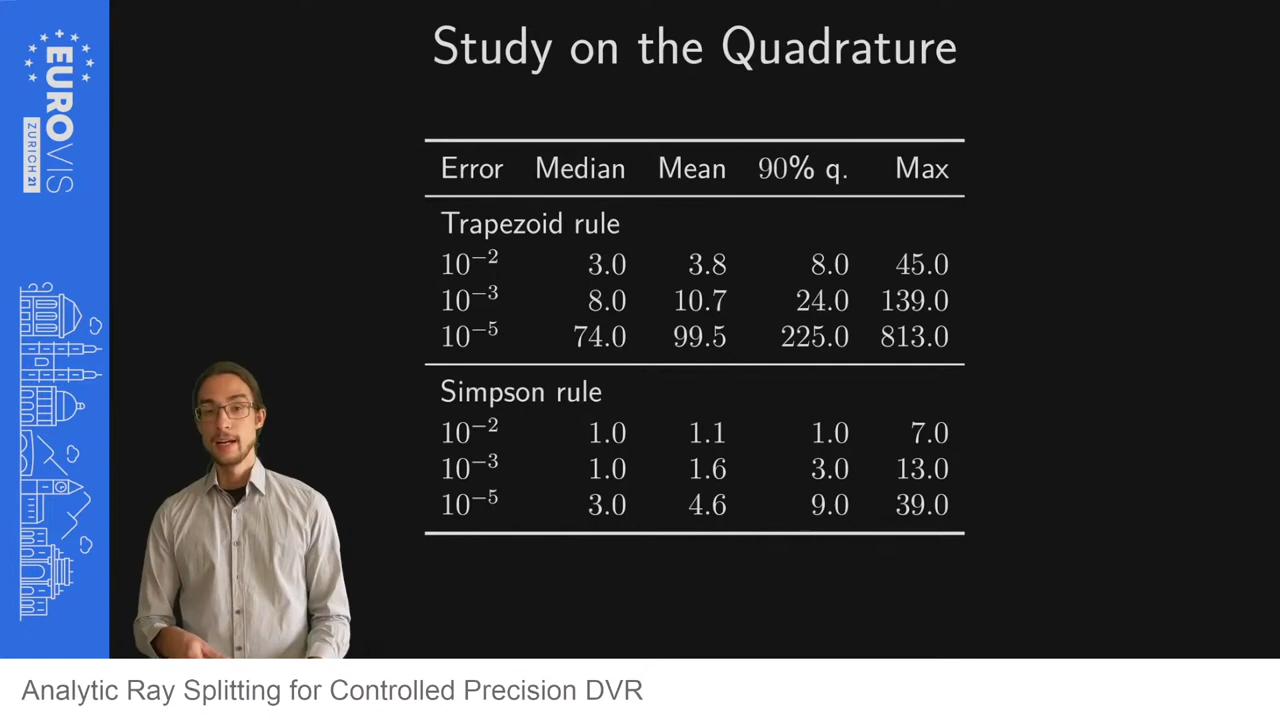 EUROVIS
ZURICH 21
Study on the Quadrature
Error Median Mean 90% q. Max
Trapezoid rule
10⁻² 3.0 3.8 8.0 45.0
10⁻³ 8.0 10.7 24.0 139.0
10⁻⁵ 74.0 99.5 225.0 813.0
Simpson rule
10⁻² 1.0 1.1 1.0 7.0
10⁻³ 1.0 1.6 3.0 13.0
10⁻⁵ 3.0 4.6 9.0 39.0
Analytic Ray Splitting for Controlled Precision DVR